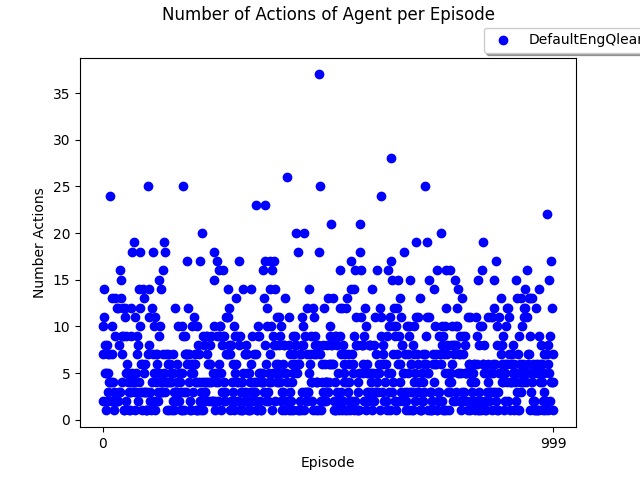 Number of Actions of Agent per Episode
DefaultEngQlear
35
30
25
20
15
10
5
0
Number Actions
0
999
Episode